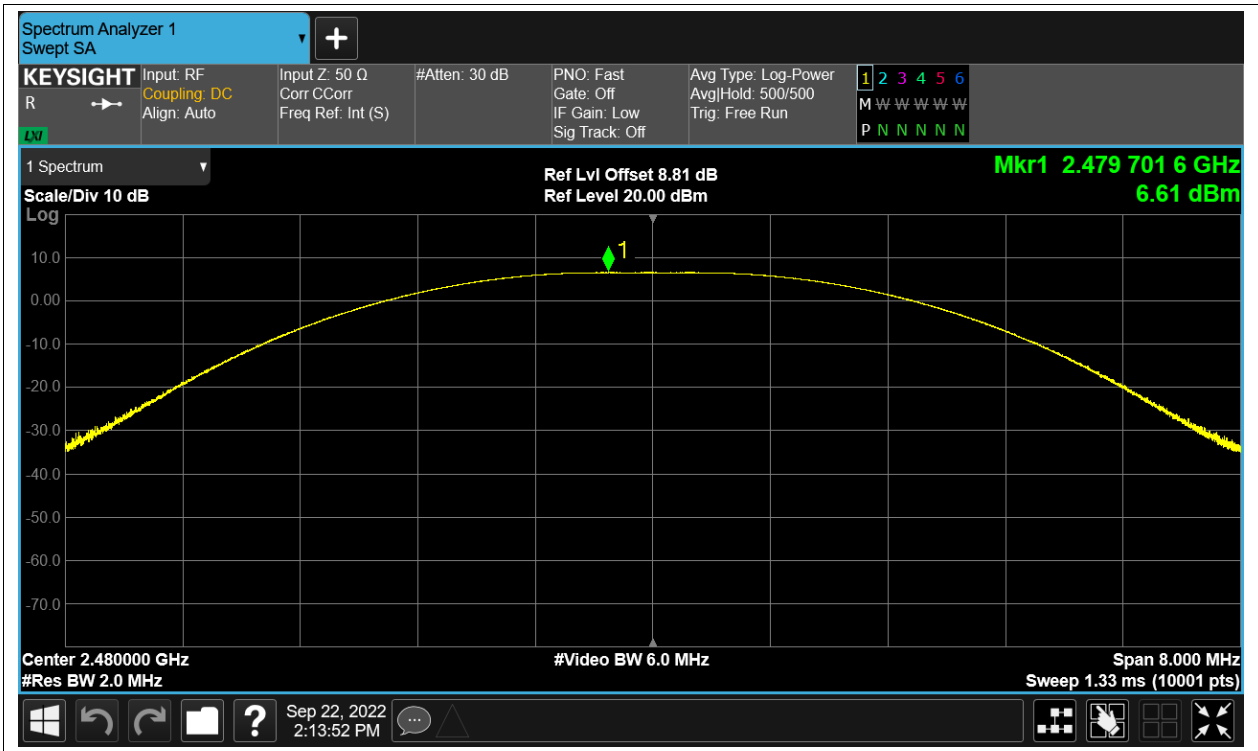 Spectrum Analyzer 1
Swept SA
KEYSIGHT
R
LXI
Input: RF
Coupling: DC
Align: Auto
Input Z: 50 Ω
Corr CCorr
Freq Ref: Int (S)
#Atten: 30 dB
PNO: Fast
Gate: Off
IF Gain: Low
Sig Track: Off
Avg Type: Log-Power
Avg|Hold: 500/500
Trig: Free Run
1 2 3 4 5 6
M W W W W W W
P N N N N N
1 Spectrum
Scale/Div 10 dB
Log
Ref Lvl Offset 8.81 dB
Ref Level 20.00 dBm
Mkr1 2.479 701 6 GHz
6.61 dBm
1
10.0
0.00
-10.0
-20.0
-30.0
-40.0
-50.0
-60.0
-70.0
Center 2.480000 GHz
#Video BW 6.0 MHz
Span 8.000 MHz
#Res BW 2.0 MHz
Sweep 1.33 ms (10001 pts)
?
Sep 22, 2022
2:13:52 PM